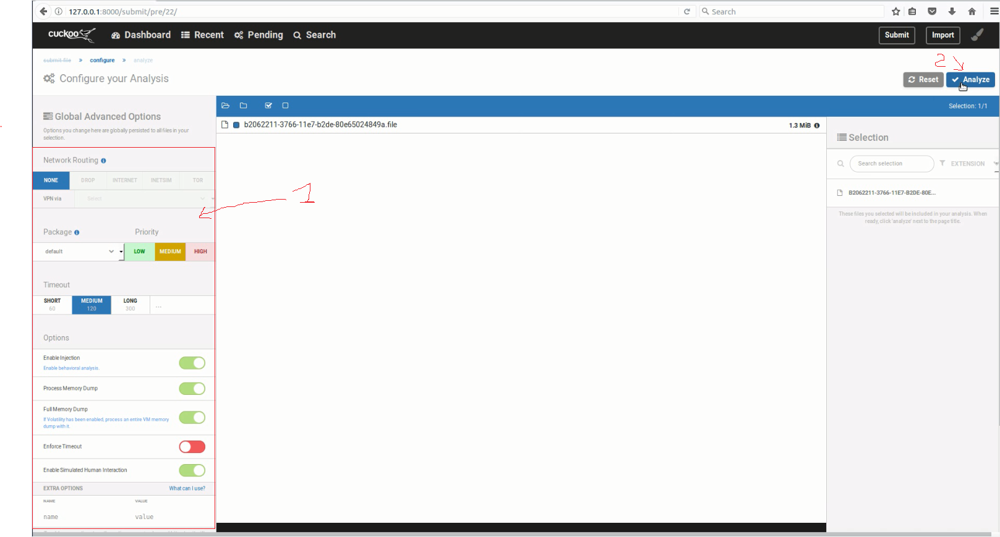 127.0.0.1:8000/submit/pre/22/
Search
cuckoo
Dashboard Recent Pending Search
Submit Import
submit file » configure » analyze
2
Configure your Analysis
Reset Analyze
Global Advanced Options
Options you change here are globally persisted to all files in your
selection.
Selection: 1/1
b2062211-3766-11e7-b2de-80e65024849a.file
1.3 MiB
Selection
Search selection
EXTENSION
B2062211-3766-11E7-B2DE-80E...
These files you selected will be included in your analysis. When
ready, click 'analyze' next to the page title.
Network Routing
NONE DROP INTERNET INETSIM TOR
VPN via Select
1
Package Priority
default LOW MEDIUM HIGH
Timeout
SHORT MEDIUM LONG
60 120 300 ...
Options
Enable Injection
Enable behavioral analysis.
Process Memory Dump
Full Memory Dump
If Volatility has been enabled, process an entire VM memory
dump with it.
Enforce Timeout
Enable Simulated Human Interaction
EXTRA OPTIONS What can I use?
NAME VALUE
name value